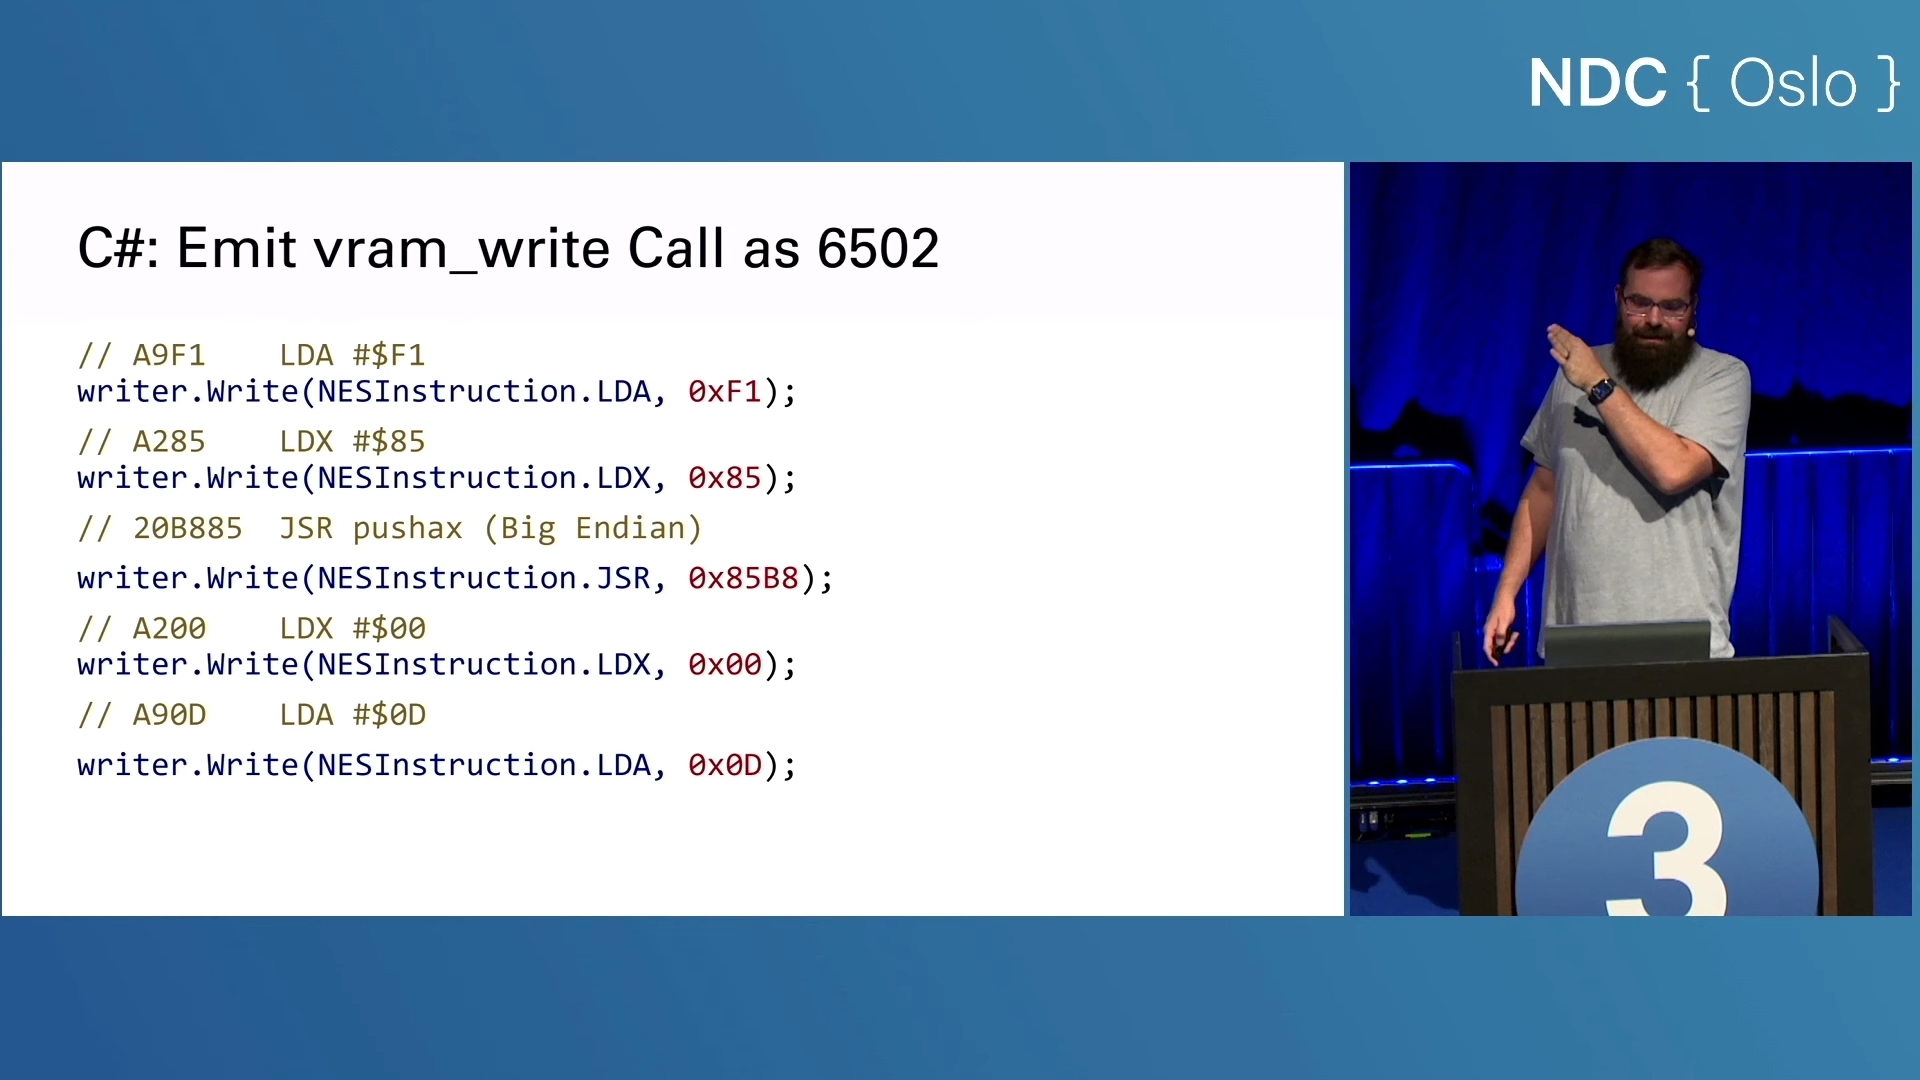 NDC { Oslo }
C#: Emit vram_write Call as 6502
// A9F1    LDA #$F1
writer.Write(NESInstruction.LDA, 0xF1);
// A285    LDX #$85
writer.Write(NESInstruction.LDX, 0x85);
// 20B885  JSR pushax (Big Endian)
writer.Write(NESInstruction.JSR, 0x85B8);
// A200    LDX #$00
writer.Write(NESInstruction.LDX, 0x00);
// A90D    LDA #$0D
writer.Write(NESInstruction.LDA, 0x0D);
3